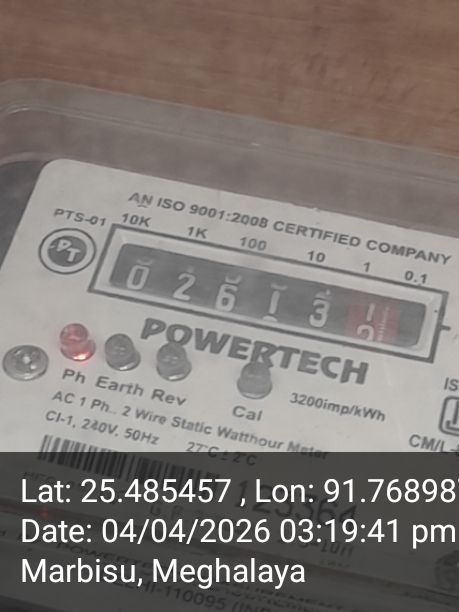 AN ISO 9001:2008 CERTIFIED COMPANY
PTS-01 10K 1K 100 10 1 0.1
PT
0 2 6 1 3
POWERTECH
Ph Earth Rev
Cal
3200imp/kWh
AC 1 Ph.. 2 Wire Static Watthour Meter
CI-1, 240V, 50Hz 27°C ± 2°C
CM/L-
Lat: 25.485457 , Lon: 91.76898
Date: 04/04/2026 03:19:41 pm
Marbisu, Meghalaya